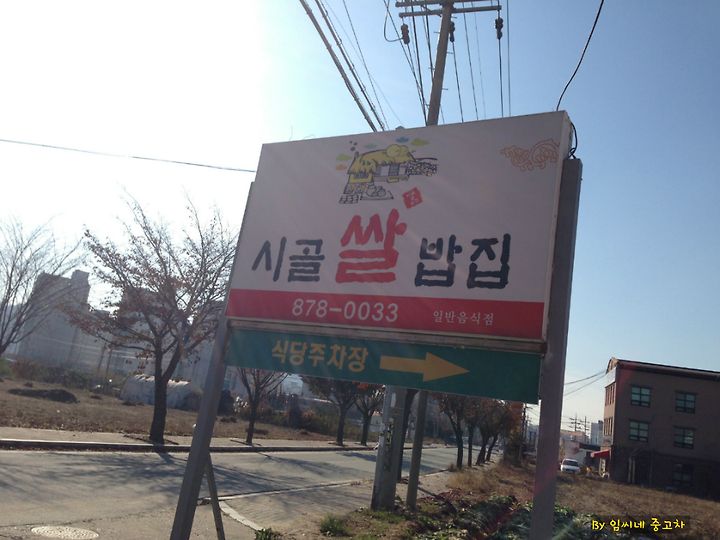 시골 쌀 밥집
878-0033 일반음식점
식당주차장
By 임씨네 중고차